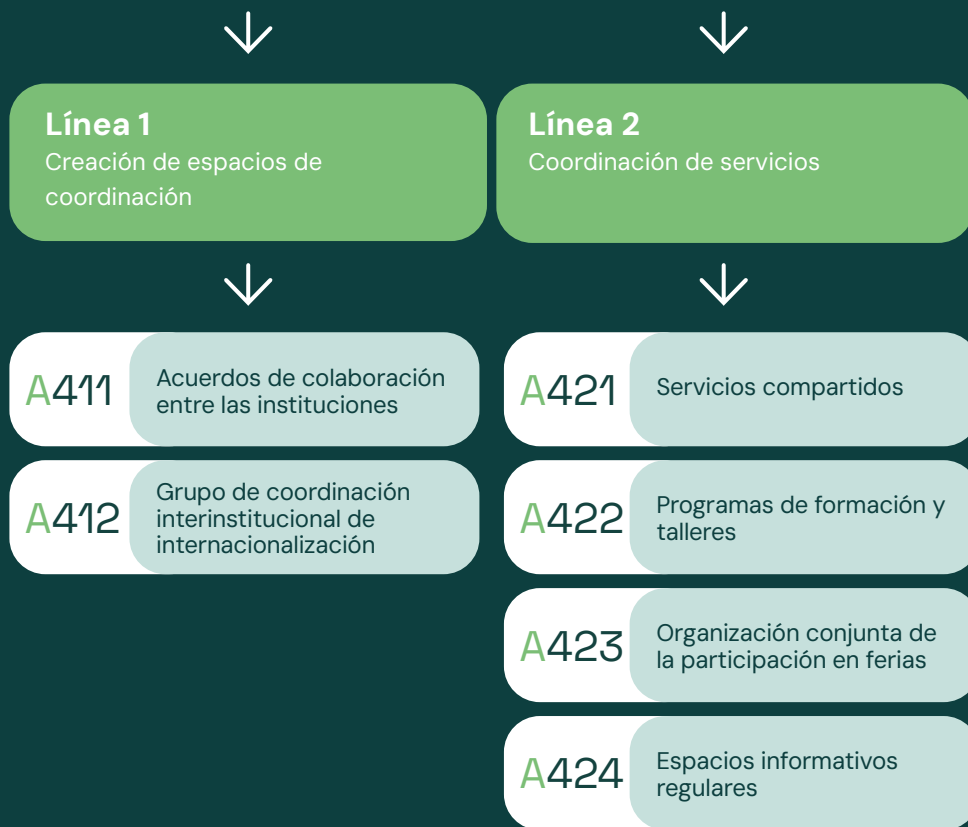 Línea 1
Creación de espacios de
coordinación
Línea 2
Coordinación de servicios
A411
Acuerdos de colaboración
entre las instituciones
A412
Grupo de coordinación
interinstitucional de
internacionalización
A421
Servicios compartidos
A422
Programas de formación y
talleres
A423
Organización conjunta de
la participación en ferias
A424
Espacios informativos
regulares